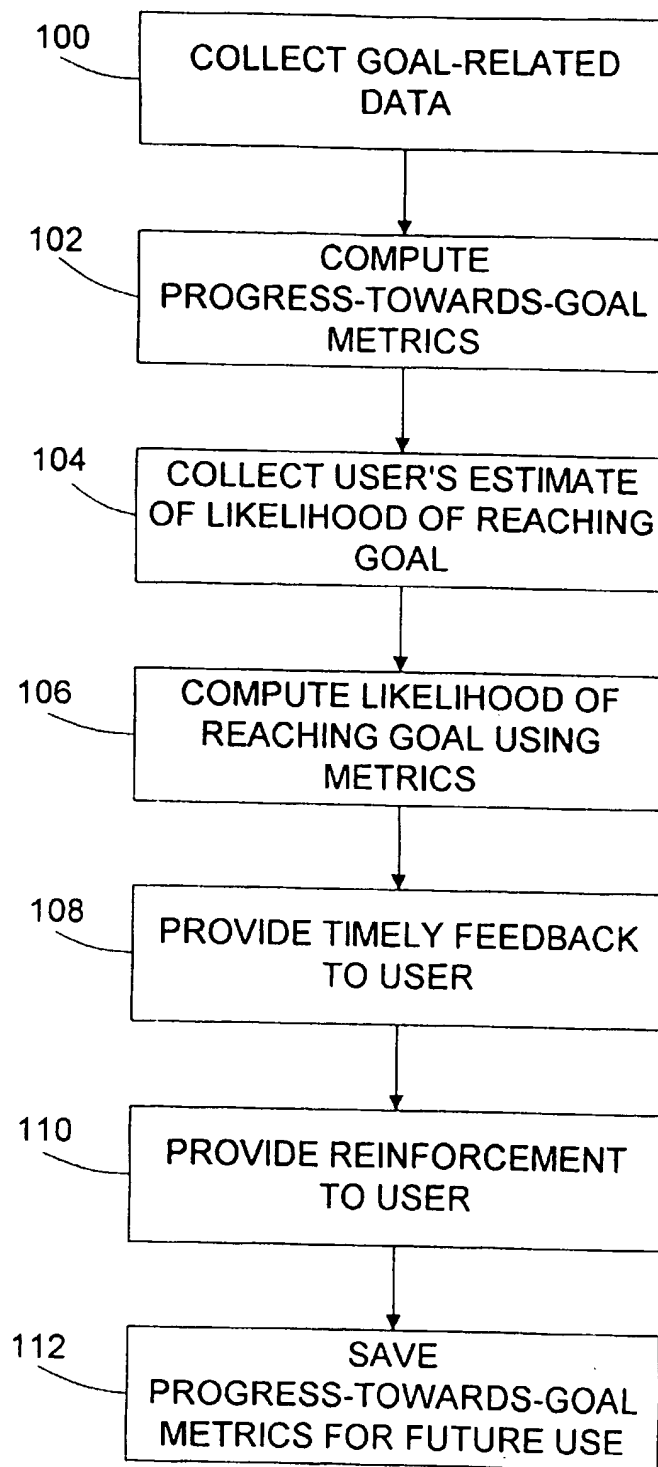 100
COLLECT GOAL-RELATED
DATA
102
COMPUTE
PROGRESS-TOWARDS-GOAL
METRICS
104
COLLECT USER'S ESTIMATE
OF LIKELIHOOD OF REACHING
GOAL
106
COMPUTE LIKELIHOOD OF
REACHING GOAL USING
METRICS
108
PROVIDE TIMELY FEEDBACK
TO USER
110
PROVIDE REINFORCEMENT
TO USER
112
SAVE
PROGRESS-TOWARDS-GOAL
METRICS FOR FUTURE USE